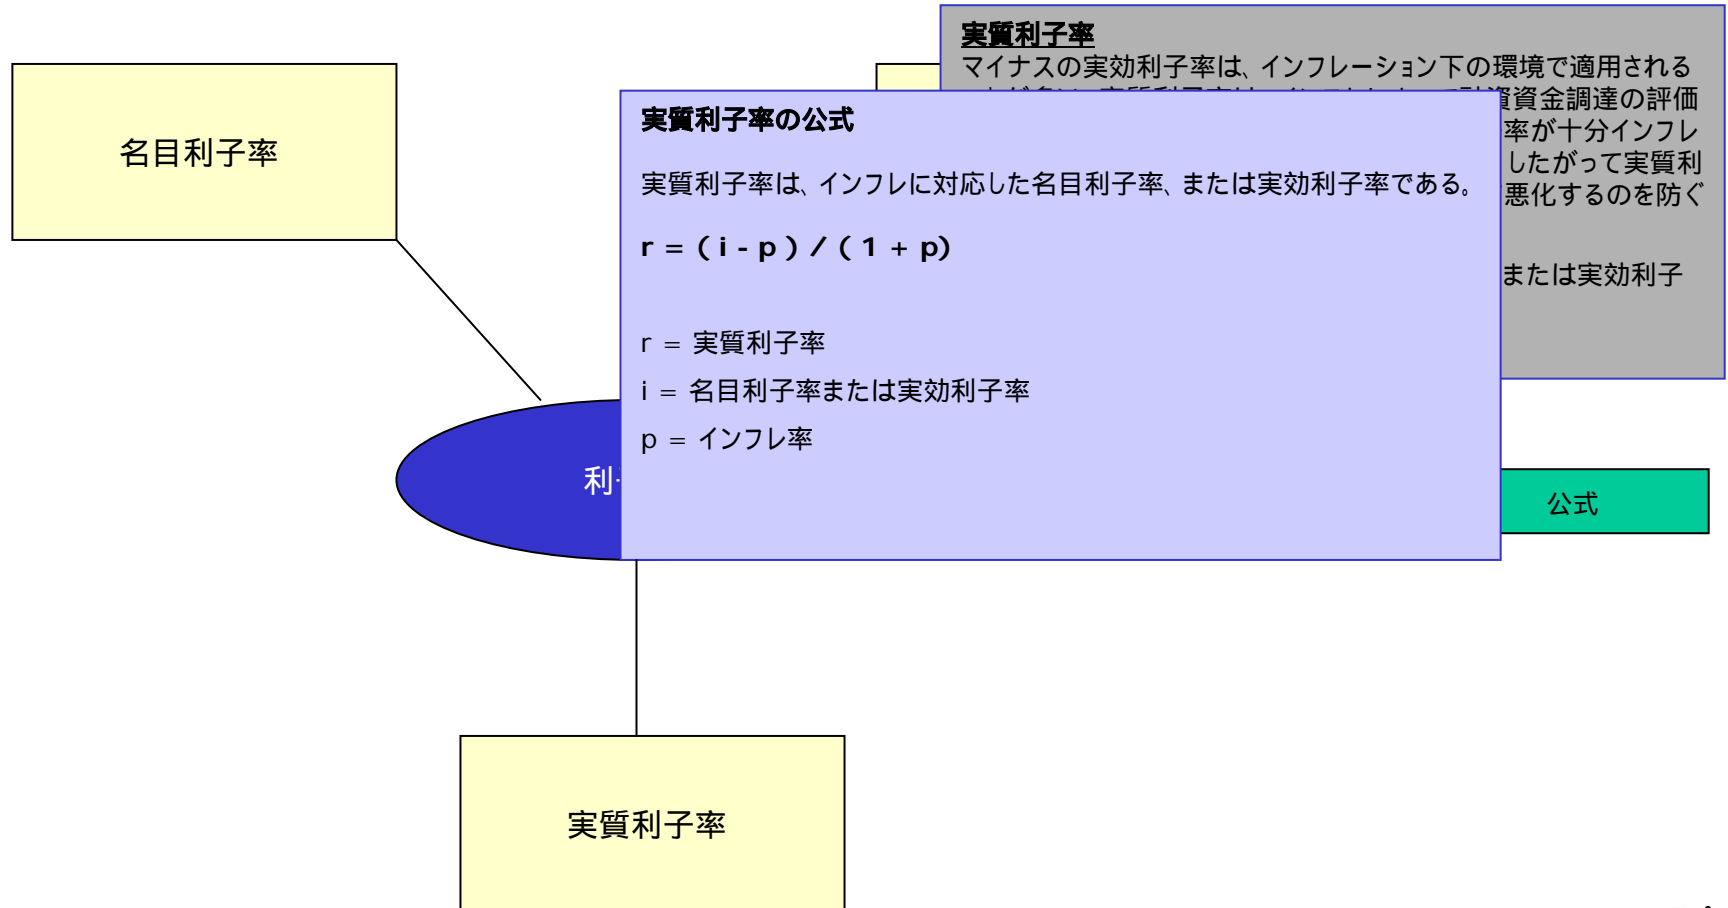 実質利子率
マイナスの実効利子率は、インフレーション下の環境で適用される
資金調達の評価
率が十分インフレ
したがって実質利
悪化するのを防ぐ
または実効利子
名目利子率
実質利子率の公式
実質利子率は、インフレに対応した名目利子率、または実効利子率である。
r = ( i - p ) / ( 1 + p)
r = 実質利子率
i = 名目利子率または実効利子率
p = インフレ率
利
公式
実質利子率